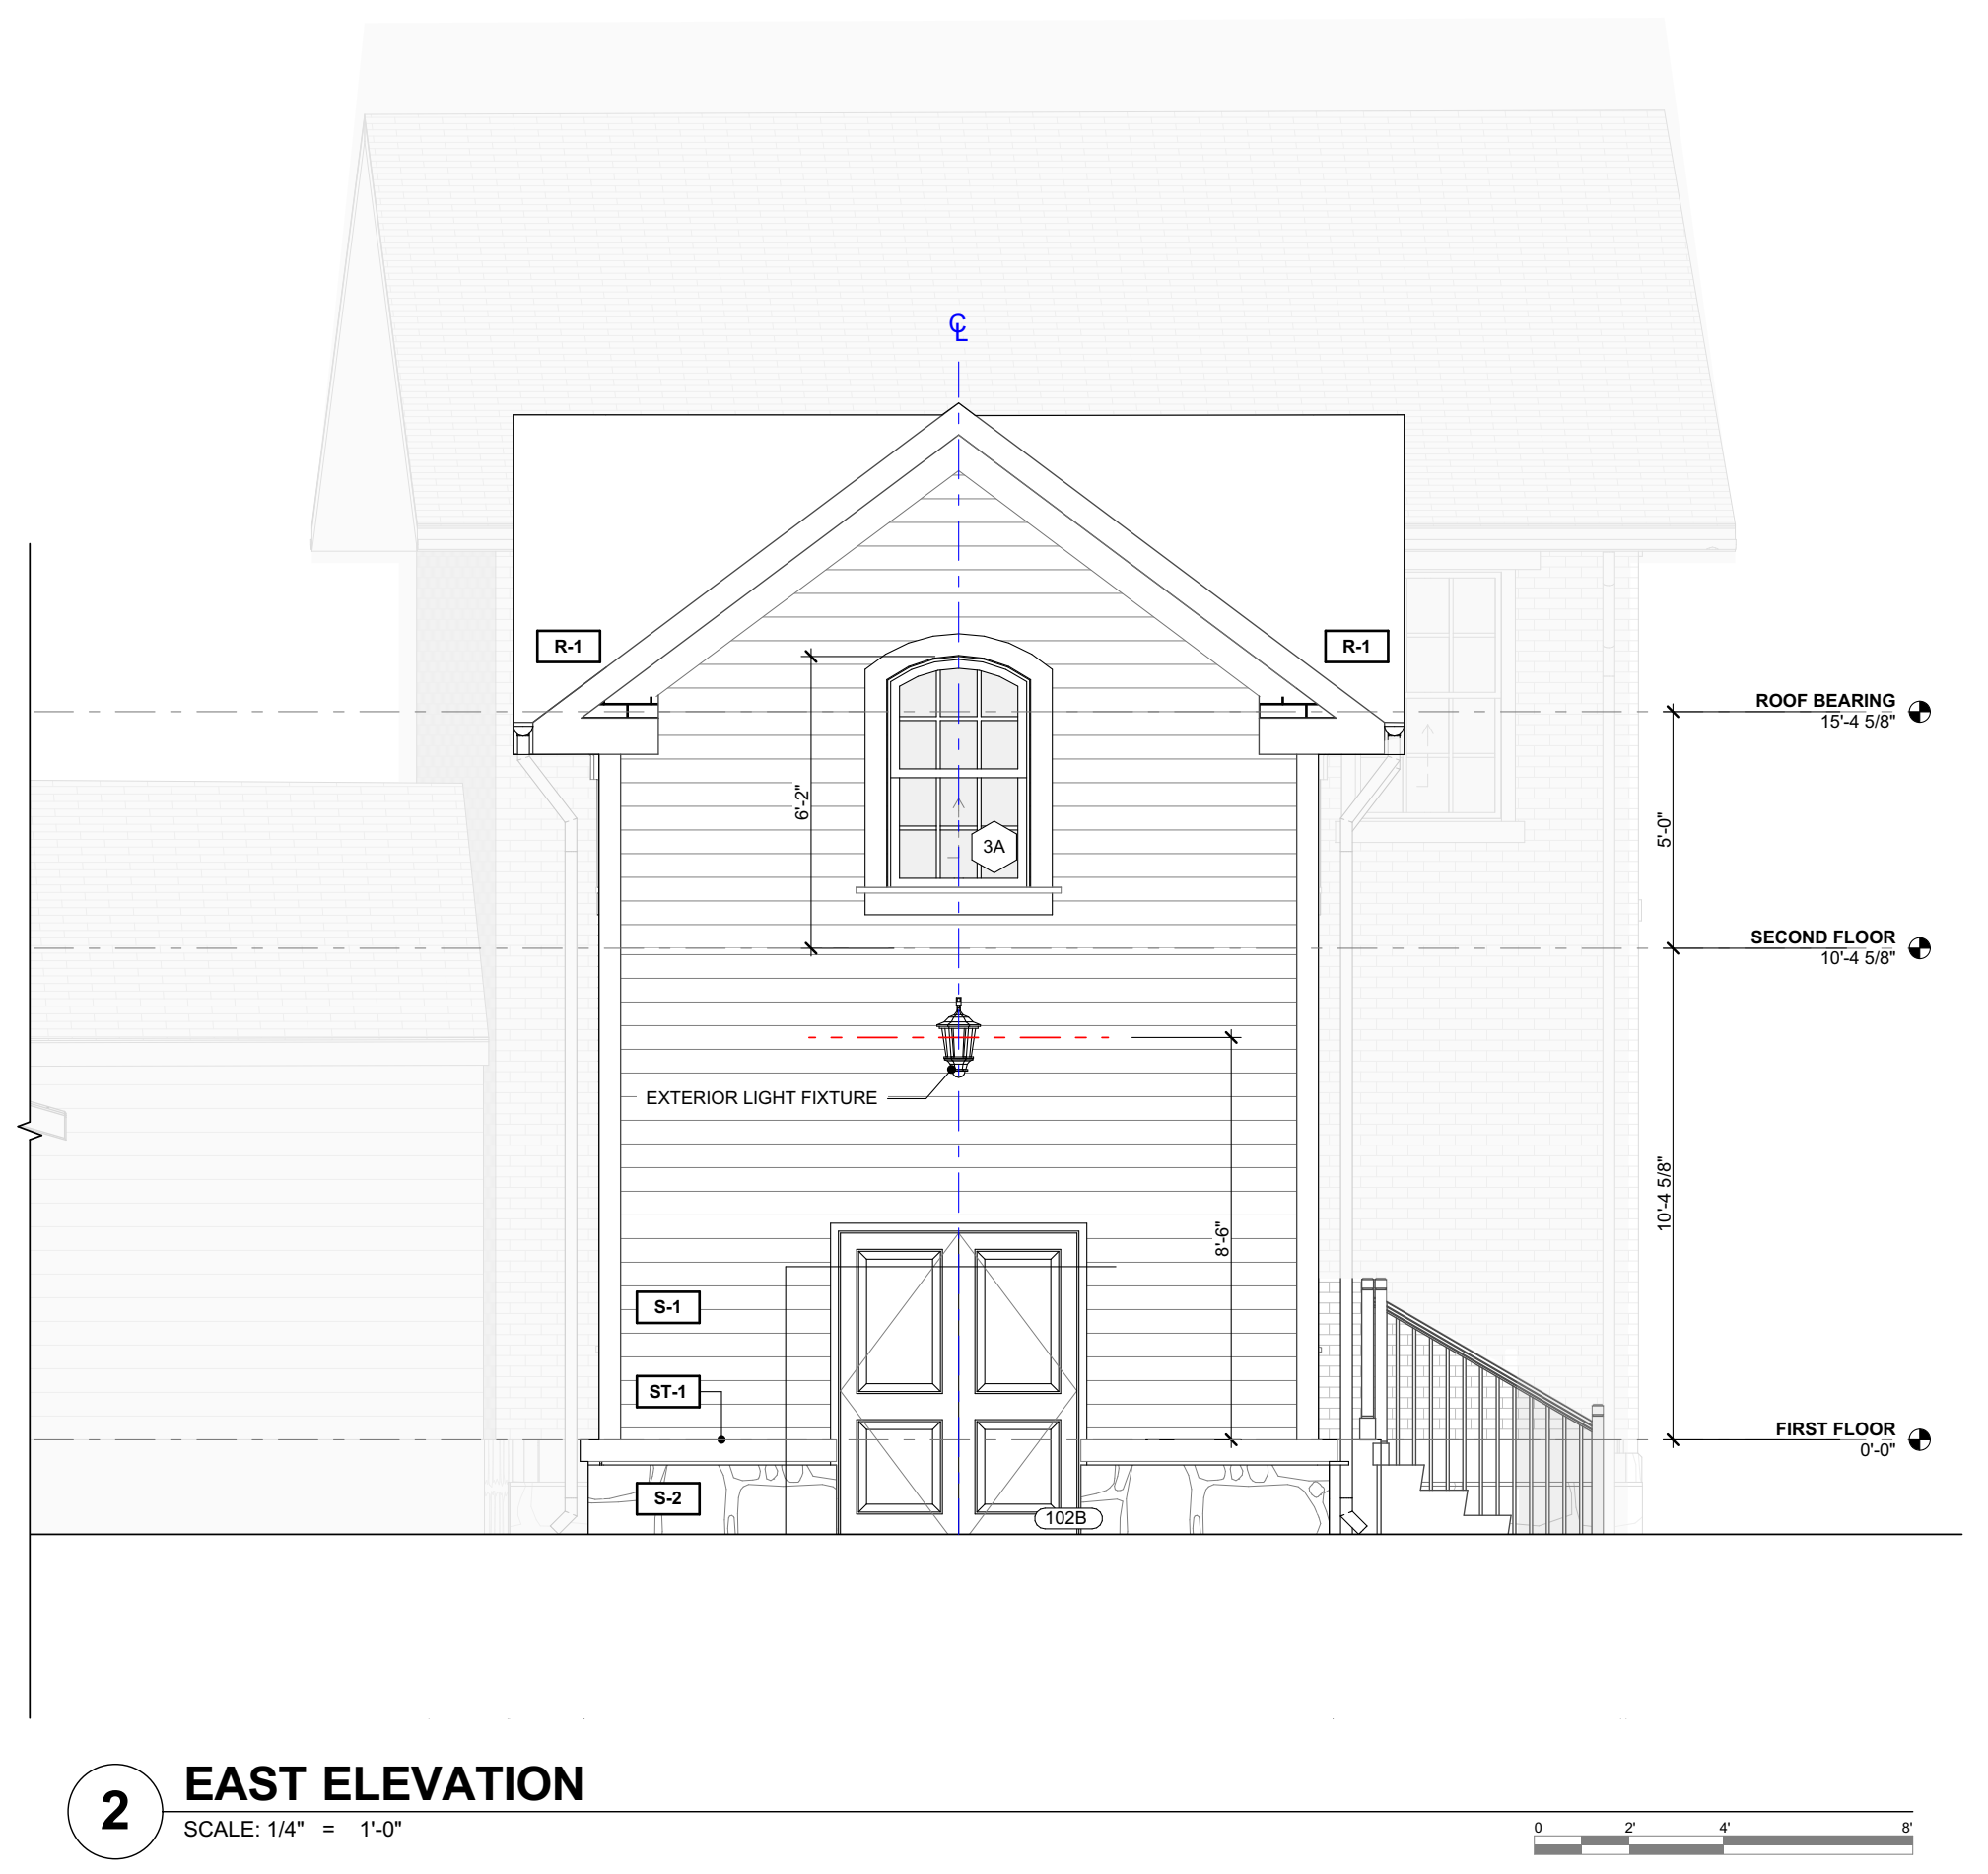 ℄
R-1
R-1
ROOF BEARING
15'-4 5/8"
6'-2"
5'-0"
3A
SECOND FLOOR
10'-4 5/8"
EXTERIOR LIGHT FIXTURE
10'-4 5/8"
8'-6"
S-1
ST-1
FIRST FLOOR
0'-0"
S-2
102B
2
EAST ELEVATION
SCALE: 1/4" = 1'-0"
0 2' 4' 8'